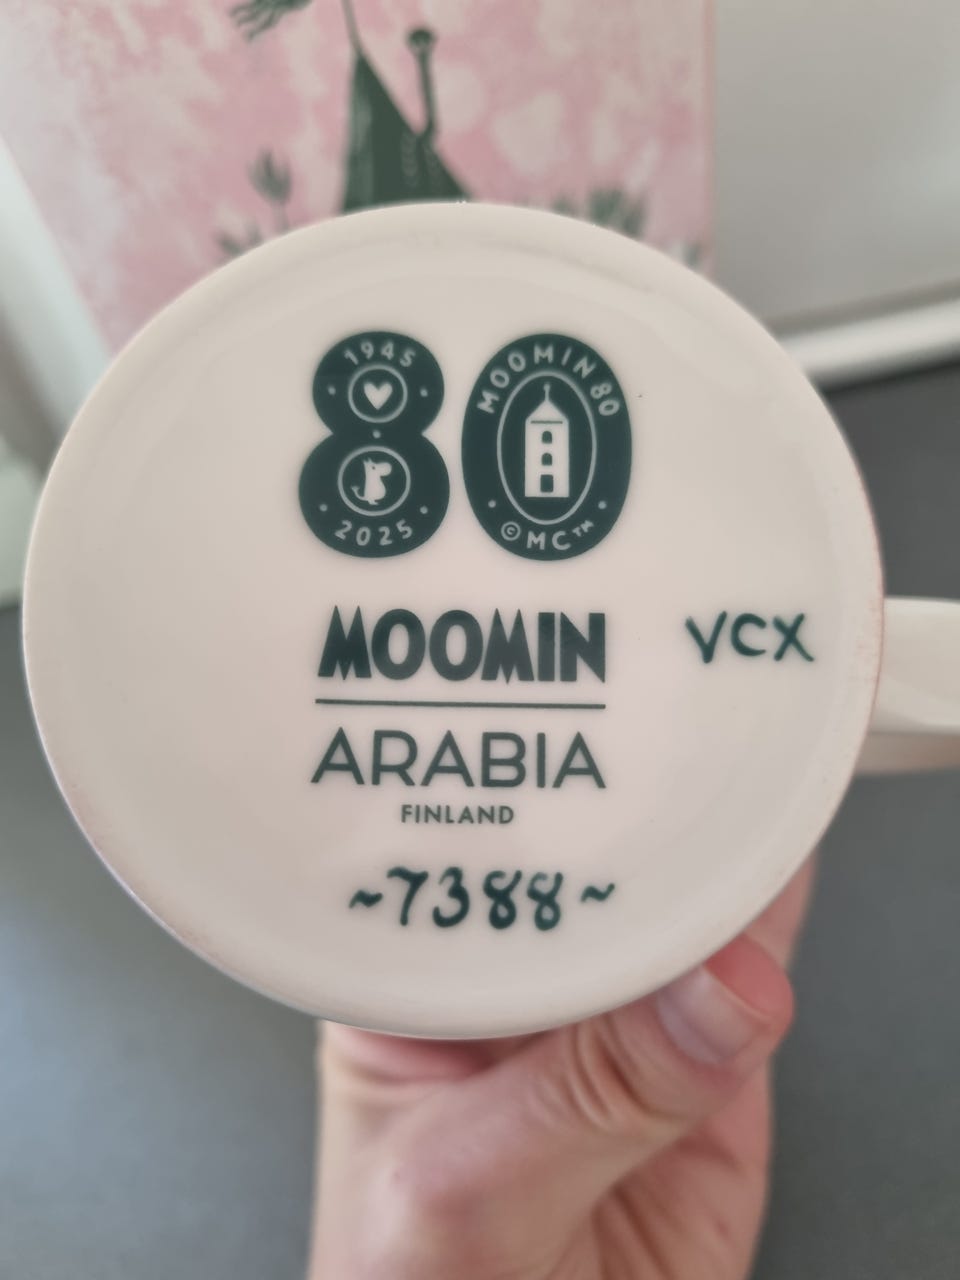 1945
2025
MOOMIN 80
© MC™
MOOMIN
VCX
ARABIA
FINLAND
~7388~